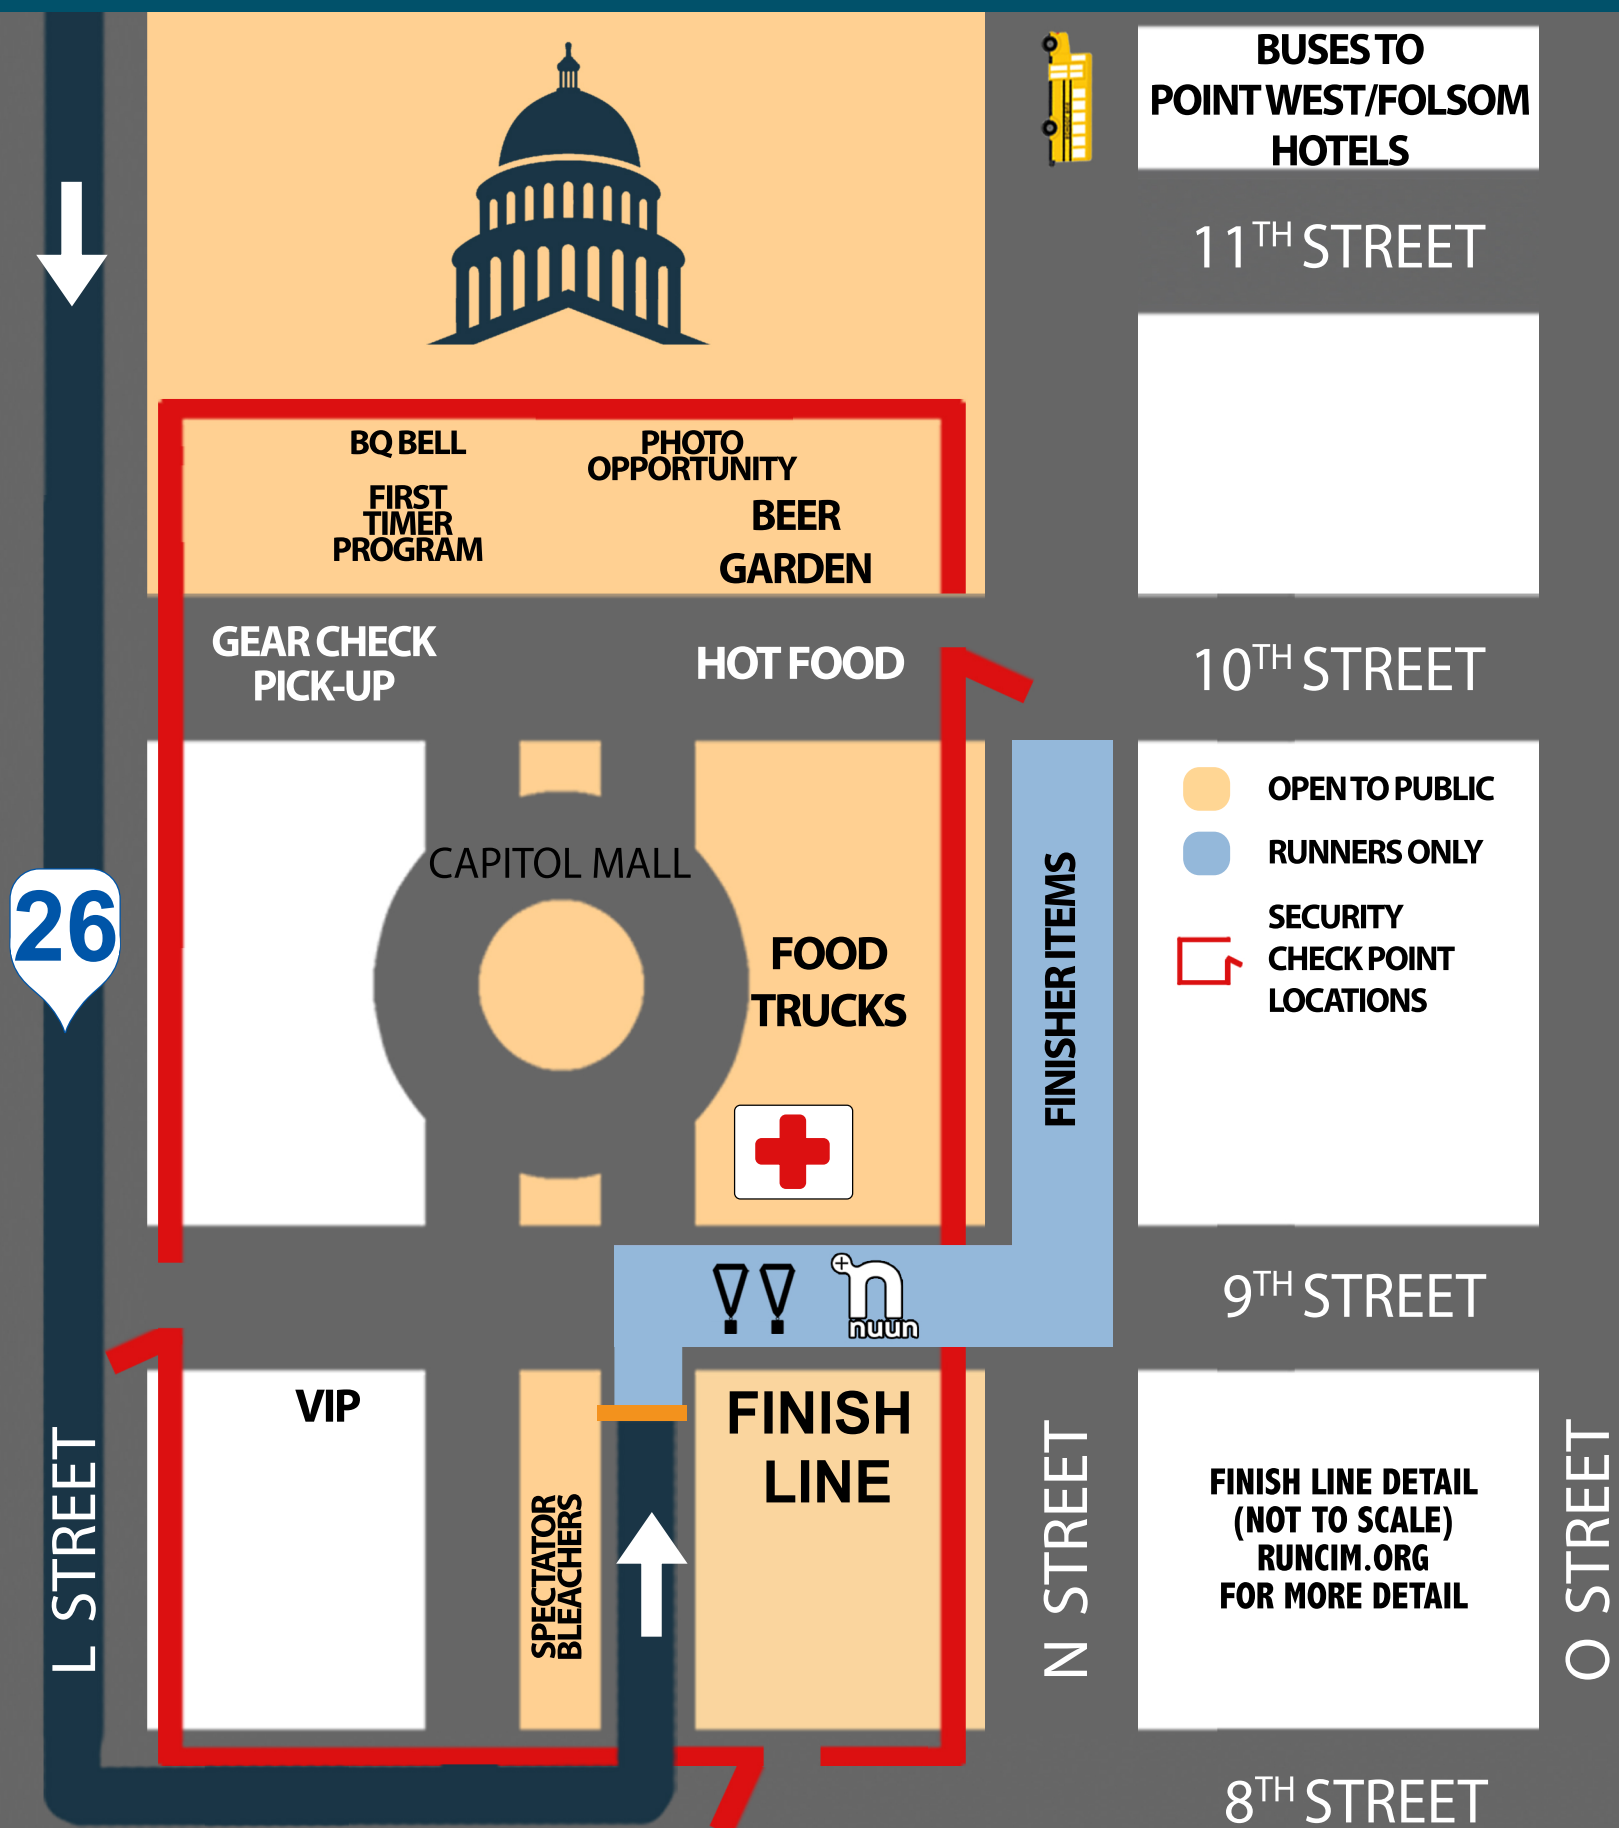 BUSES TO
POINT WEST/FOLSOM
HOTELS
11TH STREET
BQ BELL
PHOTO
OPPORTUNITY
FIRST
TIMER
PROGRAM
BEER
GARDEN
GEAR CHECK
PICK-UP
HOT FOOD
10TH STREET
OPEN TO PUBLIC
RUNNERS ONLY
SECURITY
CHECK POINT
LOCATIONS
CAPITOL MALL
26
FOOD
TRUCKS
FINISHER ITEMS
nuun
9TH STREET
VIP
FINISH
LINE
SPECTATOR
BLEACHERS
L STREET
N STREET
O STREET
FINISH LINE DETAIL
(NOT TO SCALE)
RUNCIM.ORG
FOR MORE DETAIL
8TH STREET